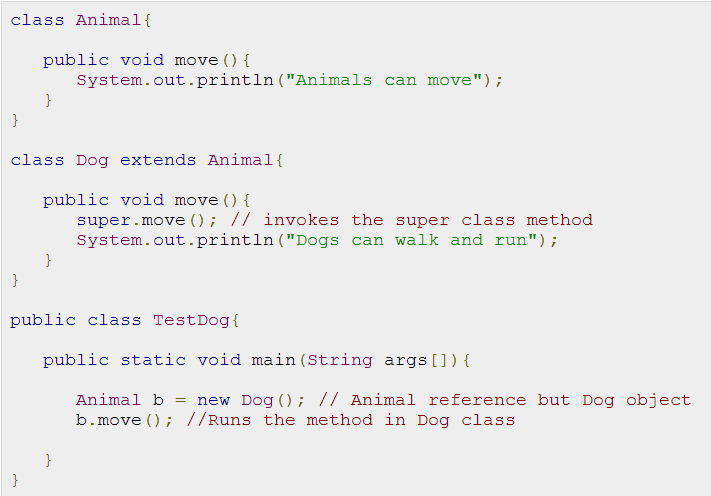 class Animal{
public void move(){
System.out.println("Animals can move");
}
}
class Dog extends Animal{
public void move(){
super.move(); // invokes the super class method
System.out.println("Dogs can walk and run");
}
}
public class TestDog{
public static void main(String args[]){
Animal b = new Dog(); // Animal reference but Dog object
b.move(); //Runs the method in Dog class
}
}